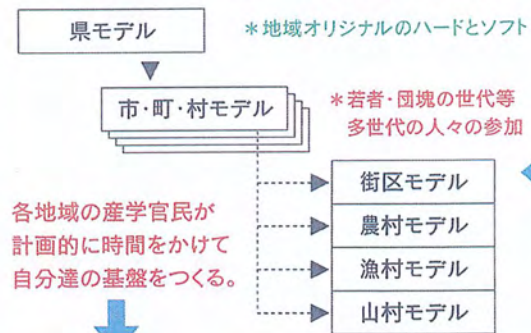 県モデル
＊地域オリジナルのハードとソフト
市・町・村モデル
＊若者・団塊の世代等
多世代の人々の参加
街区モデル
農村モデル
漁村モデル
山村モデル
各地域の産学官民が
計画的に時間をかけて
自分達の基盤をつくる。